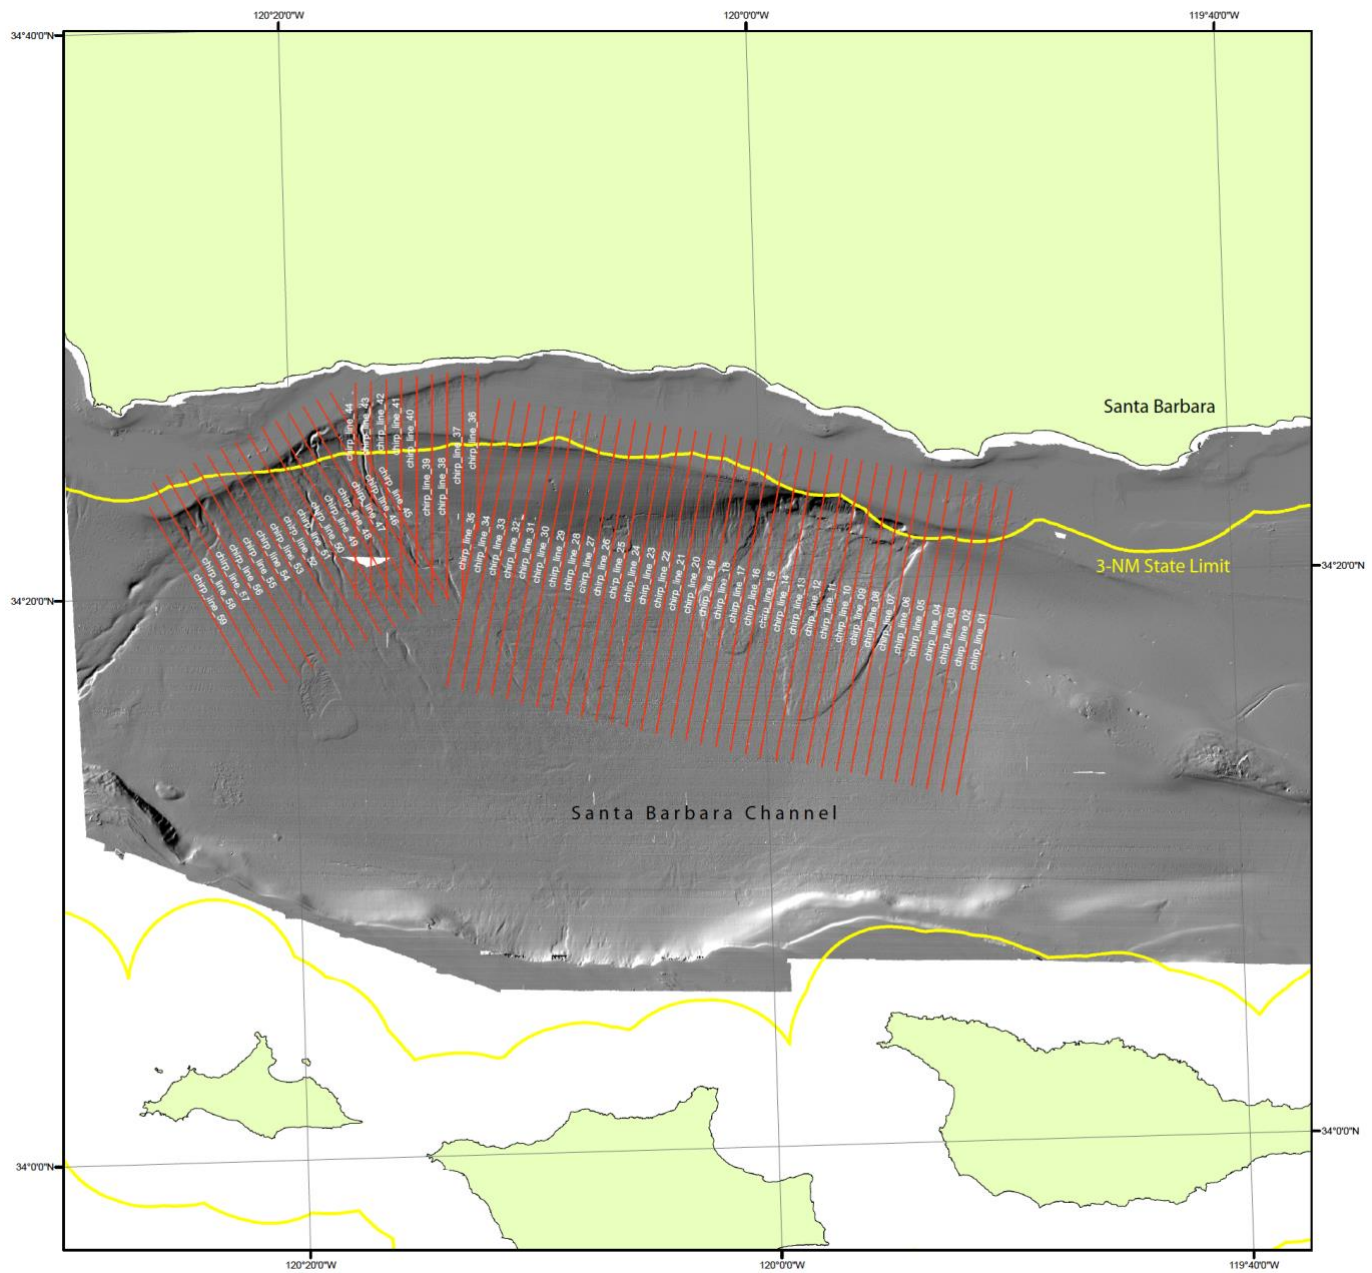 120°20'0"W
120°0'0"W
119°40'0"W
34°40'0"N
chirp_line_44
chirp_line_43
chirp_line_42
chirp_line_41
chirp_line_40
chirp_line_39
chirp_line_38
chirp_line_37
chirp_line_36
Santa Barbara
chirp_line_59
chirp_line_58
chirp_line_57
chirp_line_56
chirp_line_55
chirp_line_54
chirp_line_53
chirp_line_52
chirp_line_51
chirp_line_50
chirp_line_49
chirp_line_48
chirp_line_47
chirp_line_46
chirp_line_45
chirp_line_35
chirp_line_34
chirp_line_33
chirp_line_32
chirp_line_31
chirp_line_30
chirp_line_29
chirp_line_28
chirp_line_27
chirp_line_26
chirp_line_25
chirp_line_24
chirp_line_23
chirp_line_22
chirp_line_21
chirp_line_20
chirp_line_19
chirp_line_18
chirp_line_17
chirp_line_16
chirp_line_15
chirp_line_14
chirp_line_13
chirp_line_12
chirp_line_11
chirp_line_10
chirp_line_09
chirp_line_08
chirp_line_07
chirp_line_06
chirp_line_05
chirp_line_04
chirp_line_03
chirp_line_02
chirp_line_01
3-NM State Limit
34°20'0"N
34°20'0"N
Santa Barbara Channel
34°0'0"N
34°0'0"N
120°20'0"W
120°0'0"W
119°40'0"W